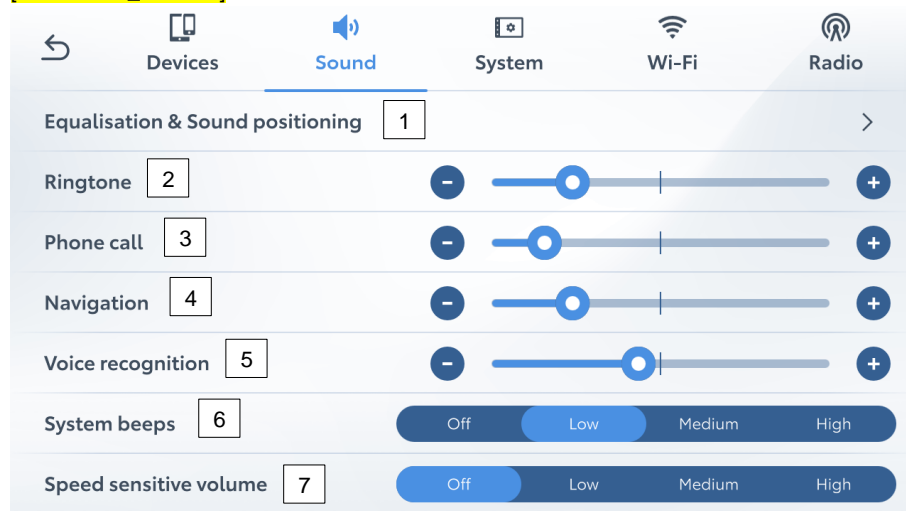 Devices Sound System Wi-Fi Radio
Equalisation & Sound positioning 1
Ringtone 2 - +
Phone call 3 - +
Navigation 4 - +
Voice recognition 5 - +
System beeps 6 Off Low Medium High
Speed sensitive volume 7 Off Low Medium High